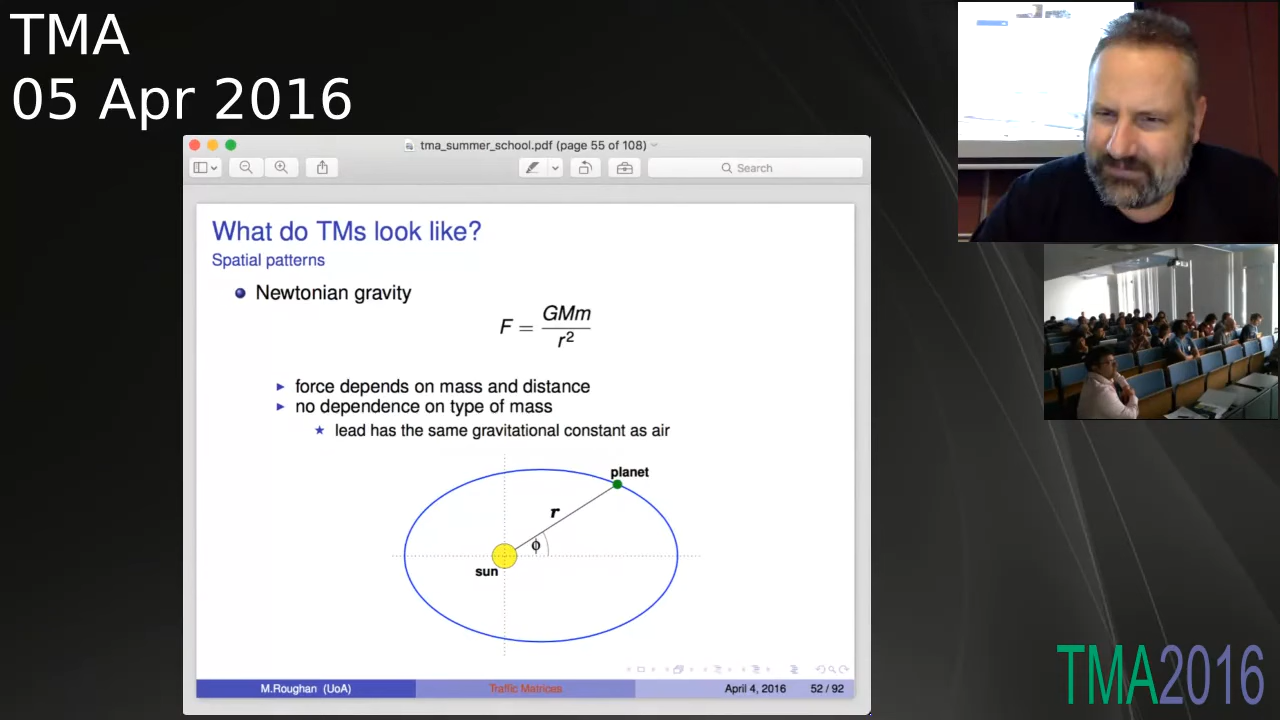 TMA
05 Apr 2016
tma_summer_school.pdf (page 55 of 108)
Search
What do TMs look like?
Spatial patterns
Newtonian gravity
F = GMm / r²
force depends on mass and distance
no dependence on type of mass
lead has the same gravitational constant as air
planet
r
ϕ
sun
M.Roughan (UoA)
Traffic Matrices
April 4, 2016
52 / 92
TMA2016